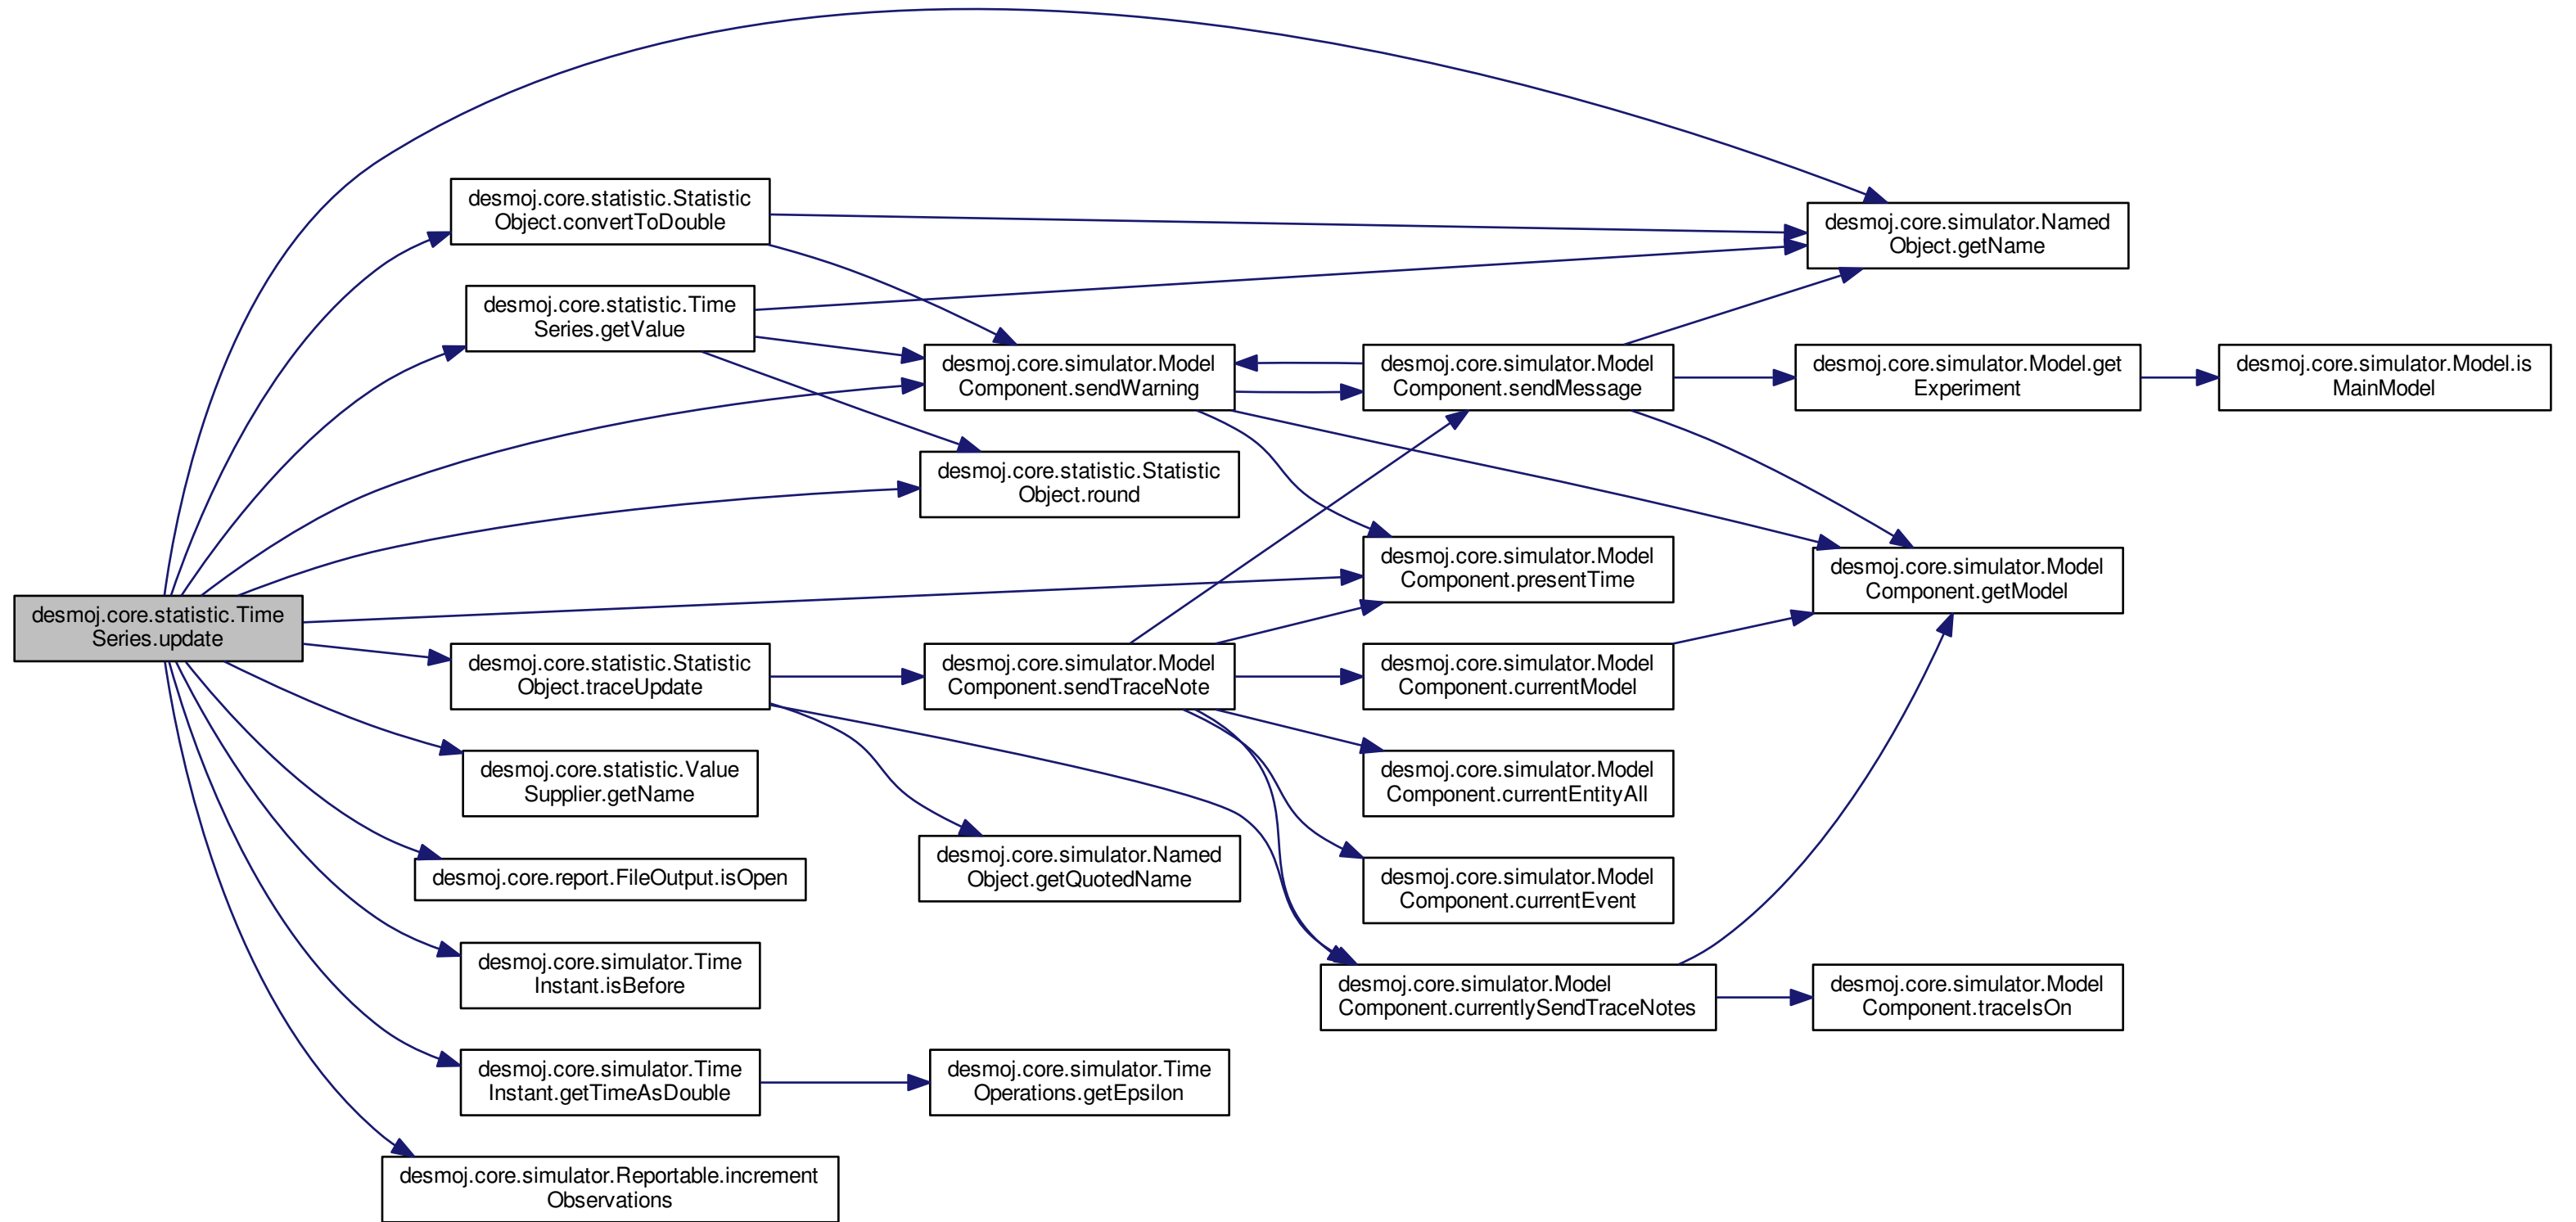 desmoj.core.statistic.Time
Series.update
desmoj.core.statistic.Statistic
Object.convertToDouble
desmoj.core.statistic.Time
Series.getValue
desmoj.core.simulator.Model
Component.sendWarning
desmoj.core.statistic.Statistic
Object.round
desmoj.core.statistic.Statistic
Object.traceUpdate
desmoj.core.statistic.Value
Supplier.getName
desmoj.core.report.FileOutput.isOpen
desmoj.core.simulator.Time
Instant.isBefore
desmoj.core.simulator.Time
Instant.getTimeAsDouble
desmoj.core.simulator.Reportable.increment
Observations
desmoj.core.simulator.Model
Component.sendTraceNote
desmoj.core.simulator.Named
Object.getQuotedName
desmoj.core.simulator.Time
Operations.getEpsilon
desmoj.core.simulator.Model
Component.sendMessage
desmoj.core.simulator.Model
Component.presentTime
desmoj.core.simulator.Model
Component.currentModel
desmoj.core.simulator.Model
Component.currentEntityAll
desmoj.core.simulator.Model
Component.currentEvent
desmoj.core.simulator.Model
Component.currentlySendTraceNotes
desmoj.core.simulator.Named
Object.getName
desmoj.core.simulator.Model.get
Experiment
desmoj.core.simulator.Model
Component.getModel
desmoj.core.simulator.Model
Component.traceIsOn
desmoj.core.simulator.Model.is
MainModel